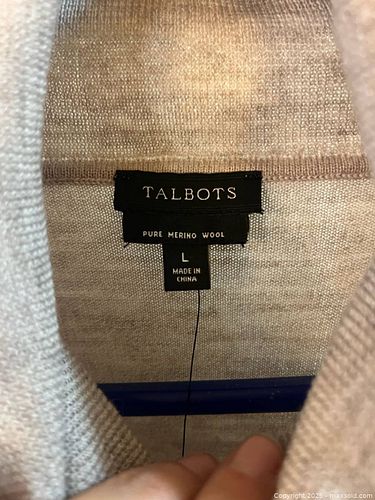 TALBOTS
PURE MERINO WOOL
L
MADE IN
CHINA
Copyright 2025 - maxsold.com